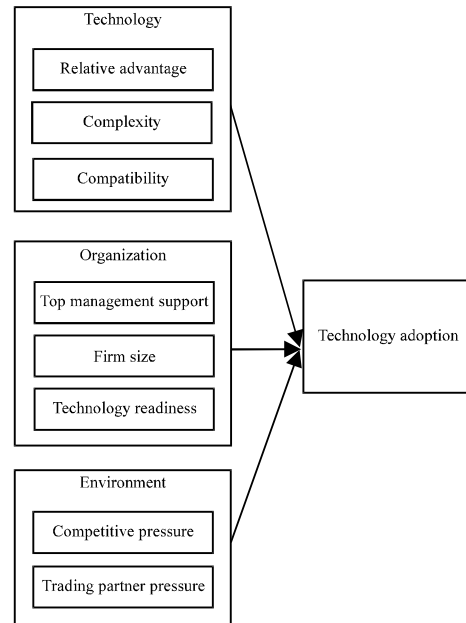 Technology
Relative advantage
Complexity
Compatibility
Organization
Top management support
Firm size
Technology readiness
Environment
Competitive pressure
Trading partner pressure
Technology adoption